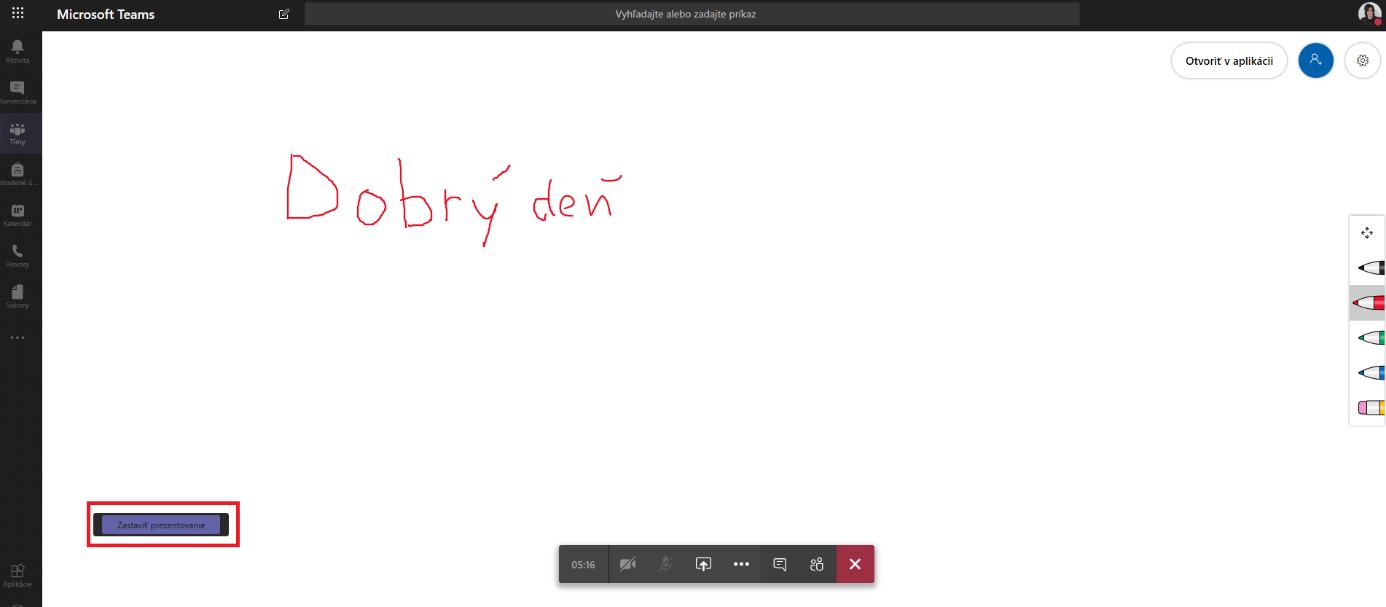 Microsoft Teams
Vyhľadajte alebo zadajte príkaz
Aktivita
Konverzácia
Tímy
Kalendár
Hovory
Súbory
Aplikácie
Otvoriť v aplikácii
Dobrý deň
Zastaviť prezentovanie
05:16